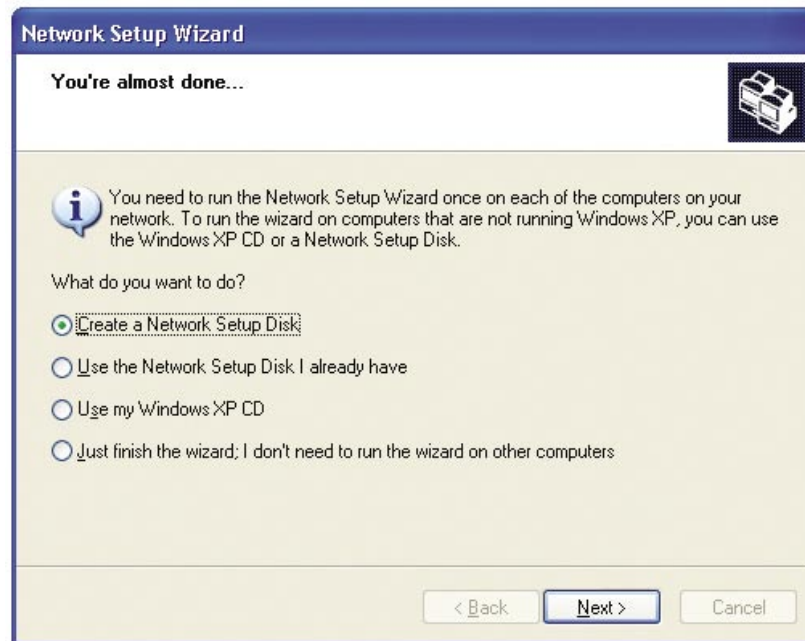 Network Setup Wizard
You're almost done...
You need to run the Network Setup Wizard once on each of the computers on your
network. To run the wizard on computers that are not running Windows XP, you can use
the Windows XP CD or a Network Setup Disk.
What do you want to do?
Create a Network Setup Disk
Use the Network Setup Disk I already have
Use my Windows XP CD
Just finish the wizard; I don't need to run the wizard on other computers
< Back
Next >
Cancel